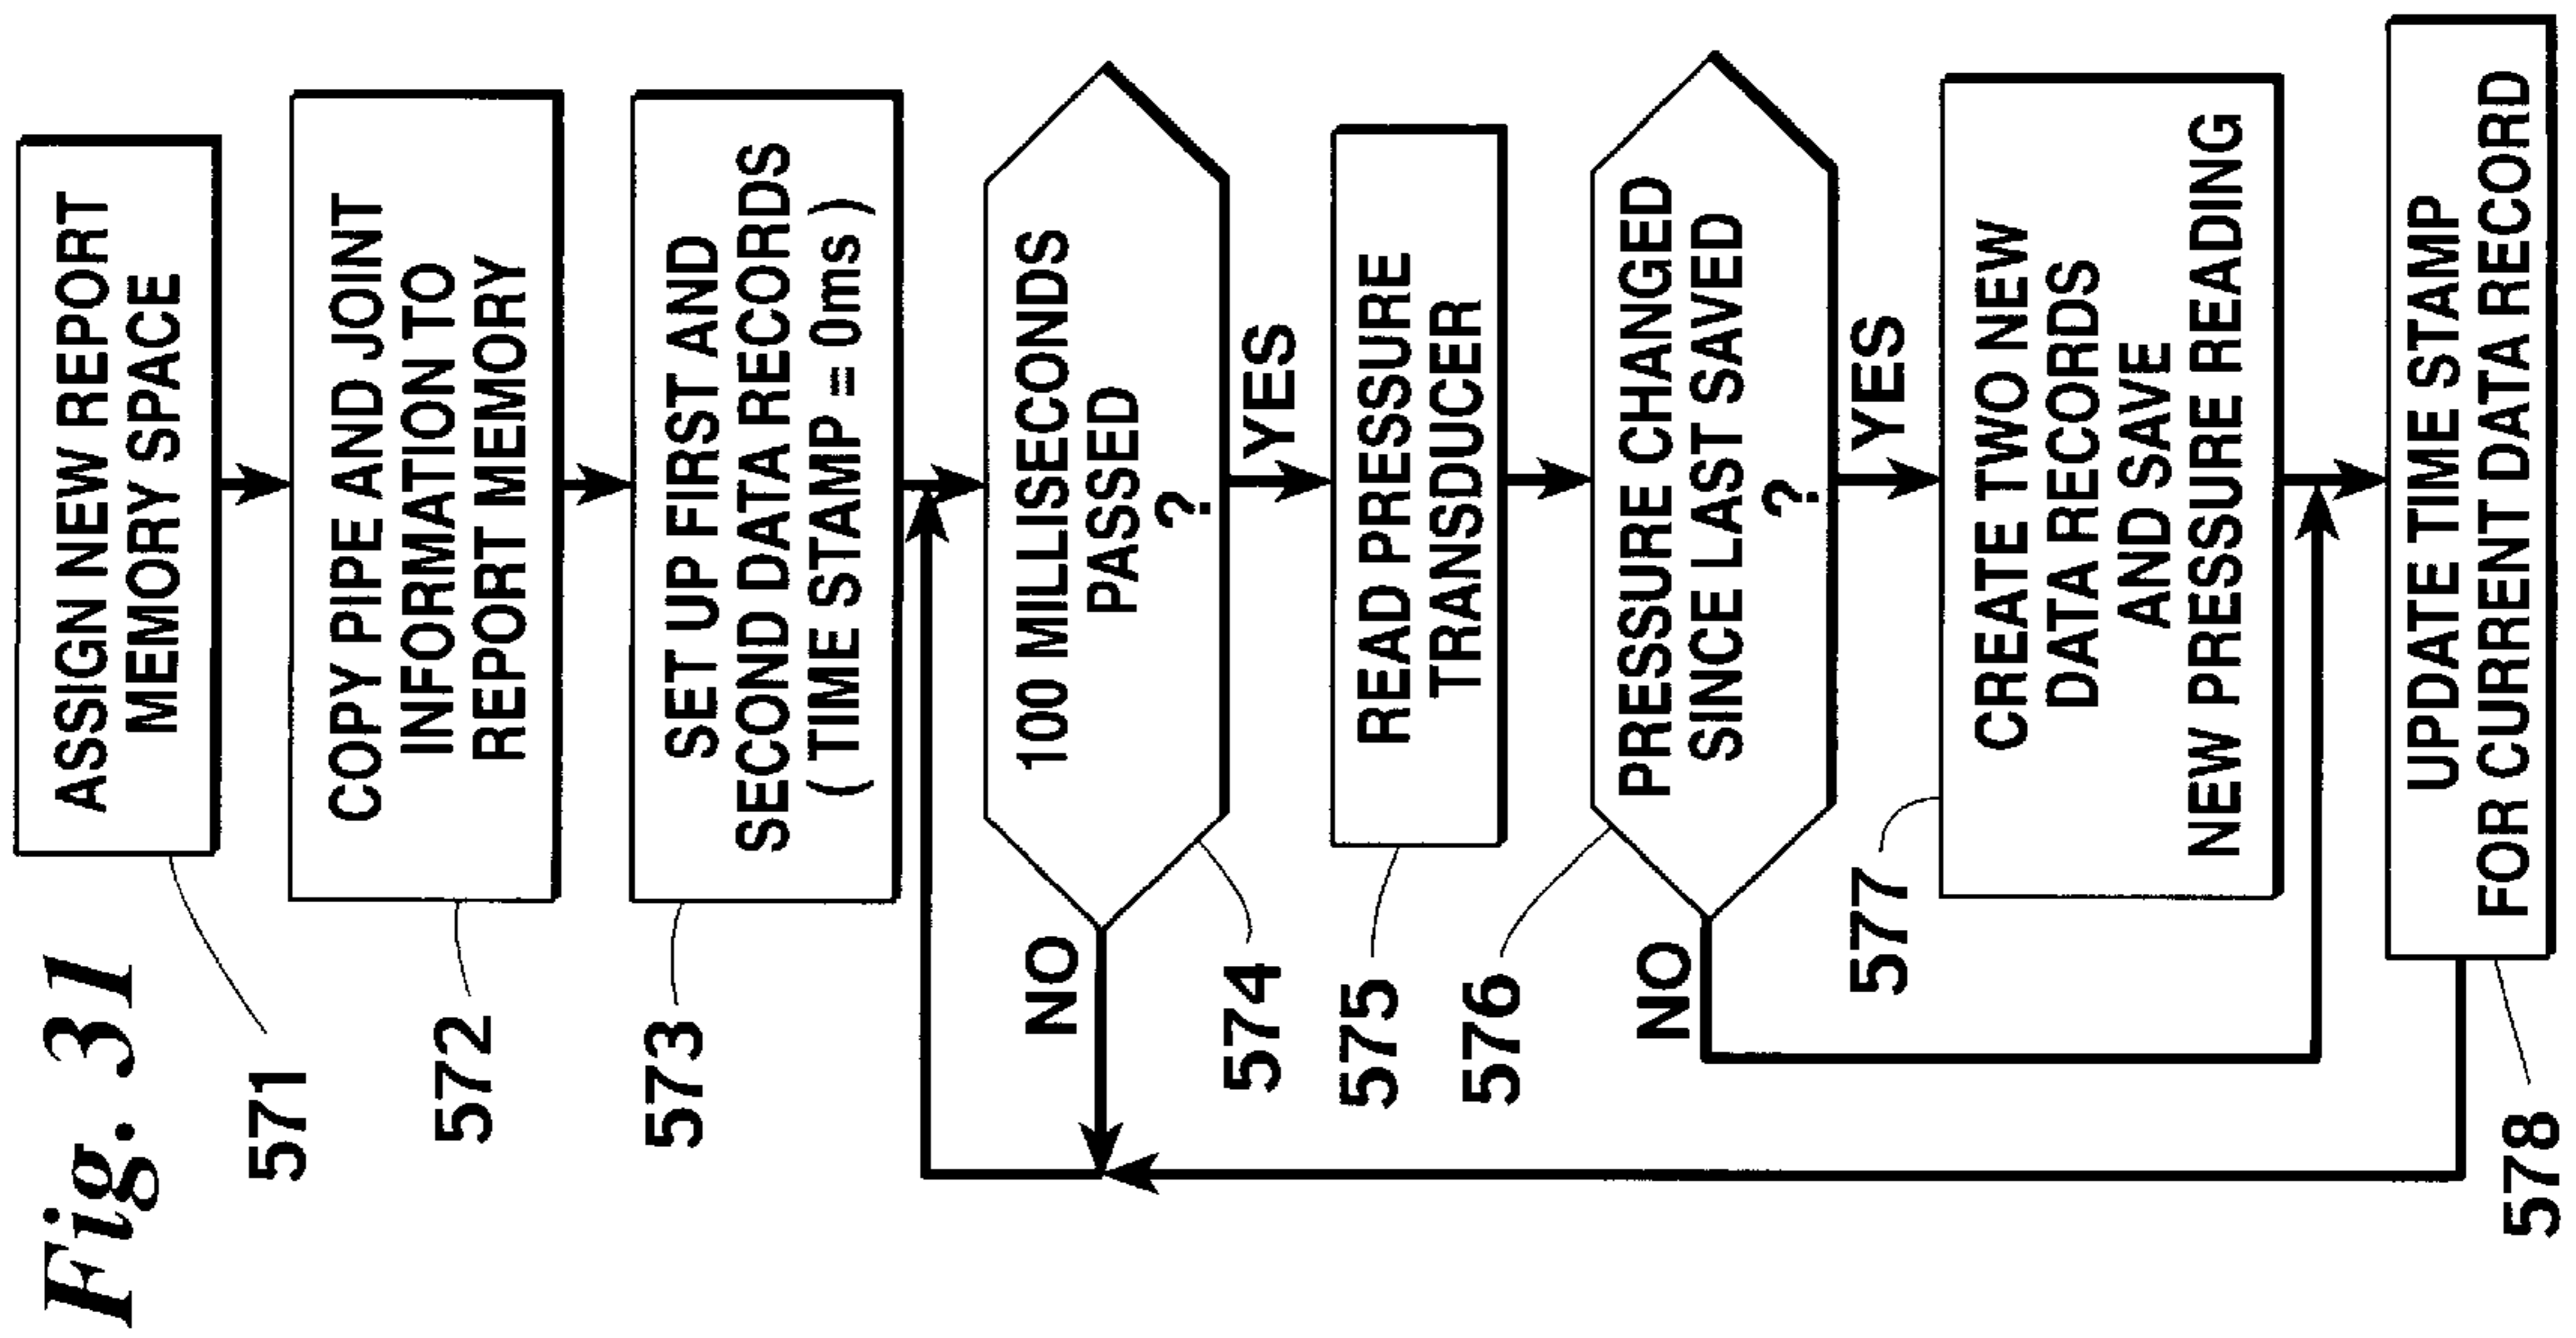 Fig. 31
ASSIGN NEW REPORT
MEMORY SPACE
571
COPY PIPE AND JOINT
INFORMATION TO
REPORT MEMORY
572
SET UP FIRST AND
SECOND DATA RECORDS
( TIME STAMP = 0ms )
573
100 MILLISECONDS
PASSED
?
NO
574
YES
READ PRESSURE
TRANSDUCER
575
PRESSURE CHANGED
SINCE LAST SAVED
?
576
NO
YES
CREATE TWO NEW
DATA RECORDS
AND SAVE
NEW PRESSURE READING
577
UPDATE TIME STAMP
FOR CURRENT DATA RECORD
578